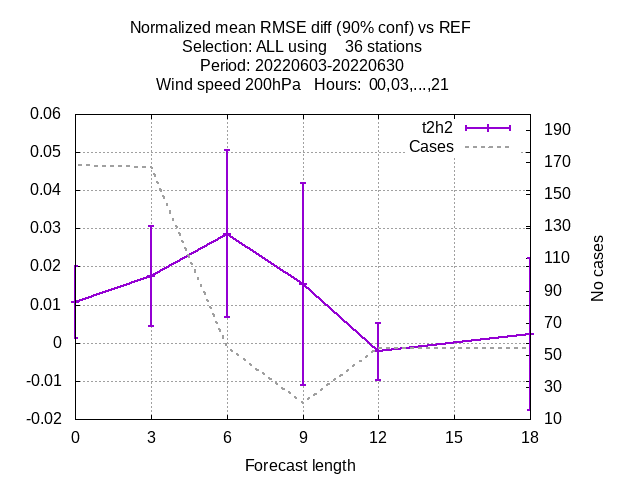 Normalized mean RMSE diff (90% conf) vs REF
Selection: ALL using    36 stations
Period: 20220603-20220630
Wind speed 200hPa   Hours:  00,03,...,21
0.06
0.05
0.04
0.03
0.02
0.01
0
-0.01
-0.02
t2h2
Cases
190
170
150
130
110
90
70
50
30
10
No cases
0 3 6 9 12 15 18
Forecast length